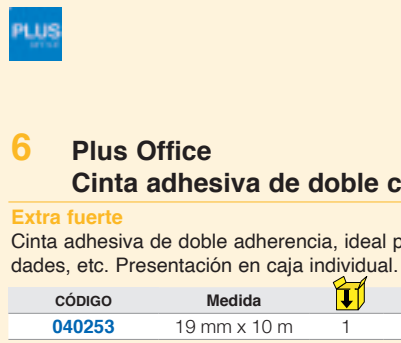 PLUS
OFFICE
6 Plus Office
Cinta adhesiva de doble c
Extra fuerte
Cinta adhesiva de doble adherencia, ideal p
dades, etc. Presentación en caja individual.
CÓDIGO Medida
040253 19 mm x 10 m 1